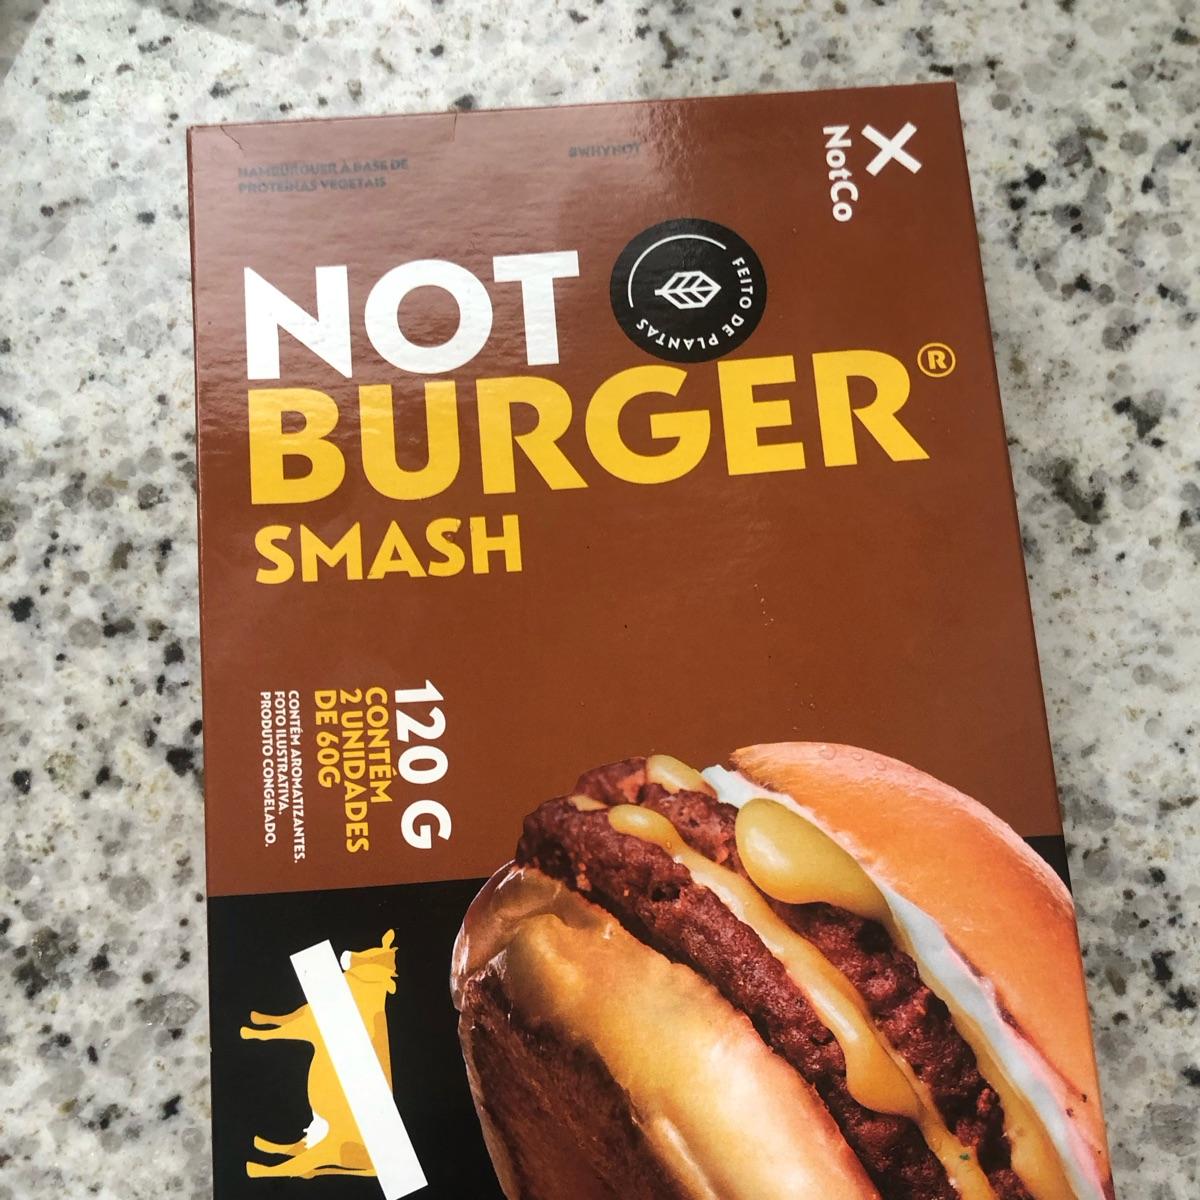 HAMBÚRGUER À BASE DE
PROTEÍNAS VEGETAIS
#WHYNOT
NotCo
NOT
FEITO DE PLANTAS
BURGER®
SMASH
120 G
CONTÉM
2 UNIDADES
DE 60G
CONTÉM AROMATIZANTES.
FOTO ILUSTRATIVA.
PRODUTO CONGELADO.